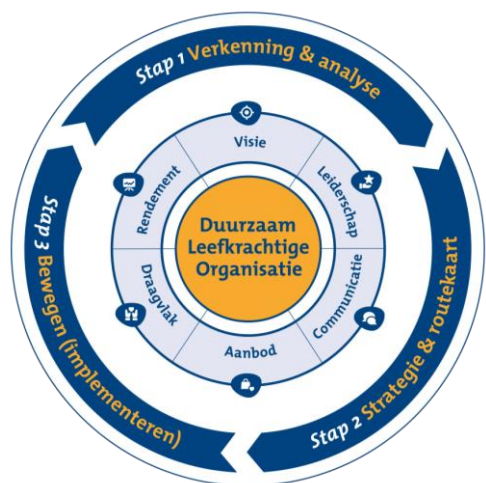 Stap 1 Verkenning & analyse
Stap 2 Strategie & routekaart
Stap 3 Bewegen (implementeren)
Visie
Leiderschap
Communicatie
Aanbod
Draagvlak
Rendement
Duurzaam
Leefkrachtige
Organisatie